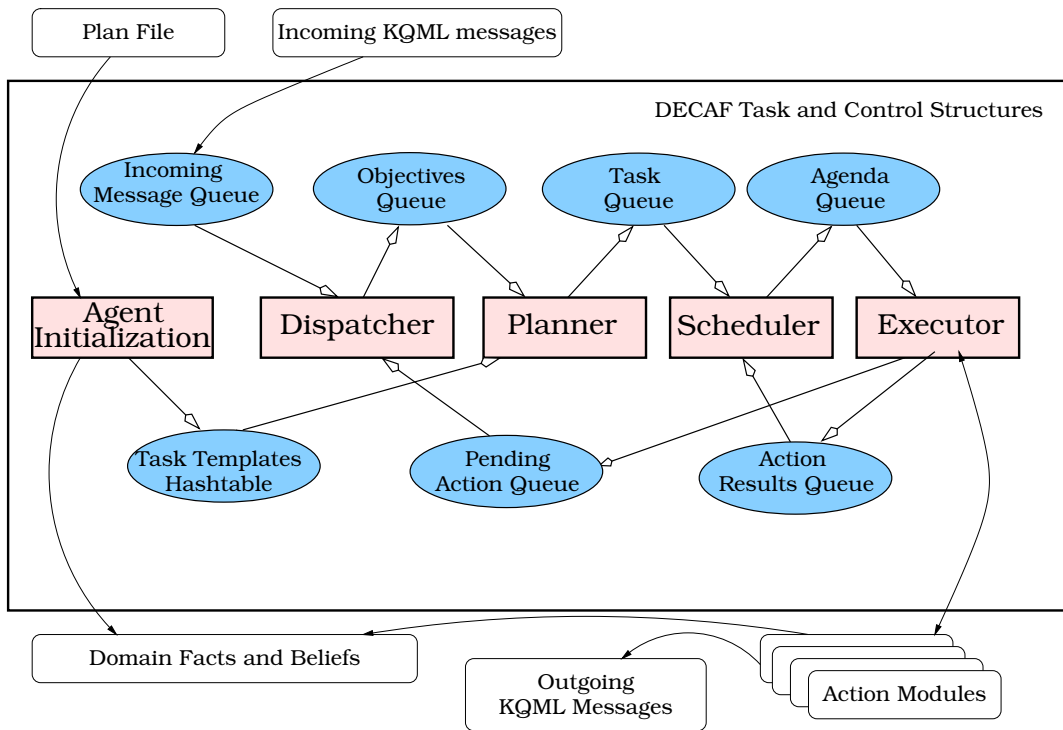 Plan File
Incoming KQML messages
DECAF Task and Control Structures
Incoming
Message Queue
Objectives
Queue
Task
Queue
Agenda
Queue
Agent
Initialization
Dispatcher
Planner
Scheduler
Executor
Task Templates
Hashtable
Pending
Action Queue
Action
Results Queue
Domain Facts and Beliefs
Outgoing
KQML Messages
Action Modules